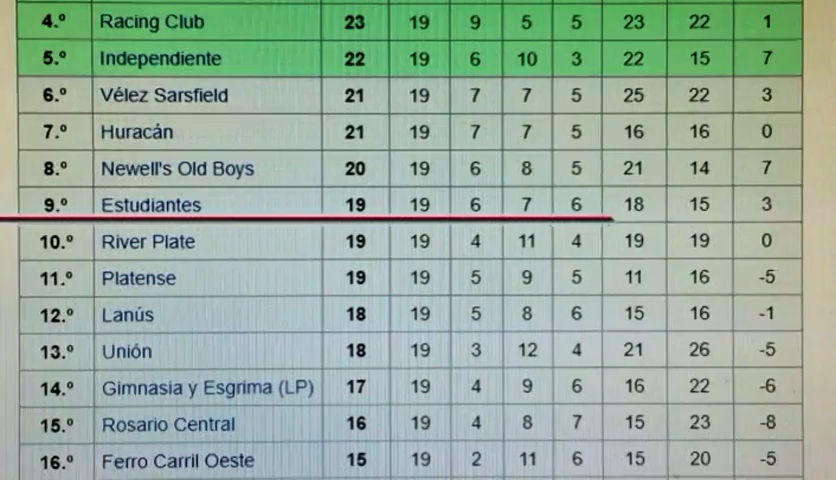 4.º Racing Club 23 19 9 5 5 23 22 1
5.º Independiente 22 19 6 10 3 22 15 7
6.º Vélez Sarsfield 21 19 7 7 5 25 22 3
7.º Huracán 21 19 7 7 5 16 16 0
8.º Newell's Old Boys 20 19 6 8 5 21 14 7
9.º Estudiantes 19 19 6 7 6 18 15 3
10.º River Plate 19 19 4 11 4 19 19 0
11.º Platense 19 19 5 9 5 11 16 -5
12.º Lanús 18 19 5 8 6 15 16 -1
13.º Unión 18 19 3 12 4 21 26 -5
14.º Gimnasia y Esgrima (LP) 17 19 4 9 6 16 22 -6
15.º Rosario Central 16 19 4 8 7 15 23 -8
16.º Ferro Carril Oeste 15 19 2 11 6 15 20 -5